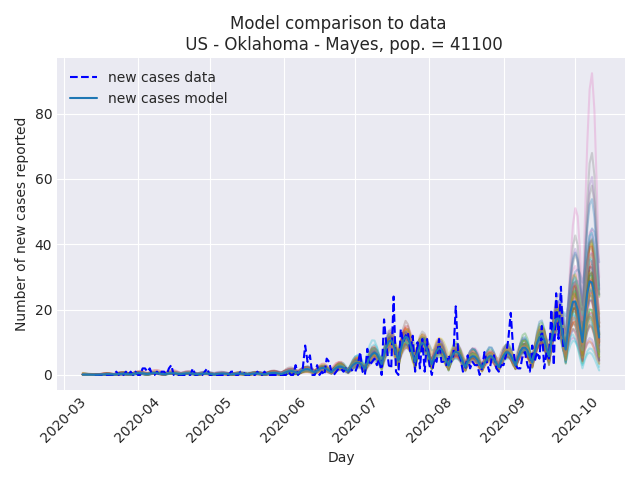 Model comparison to data
US - Oklahoma - Mayes, pop. = 41100
new cases data
new cases model
Number of new cases reported
80
60
40
20
0
2020-03
2020-04
2020-05
2020-06
2020-07
2020-08
2020-09
2020-10
Day